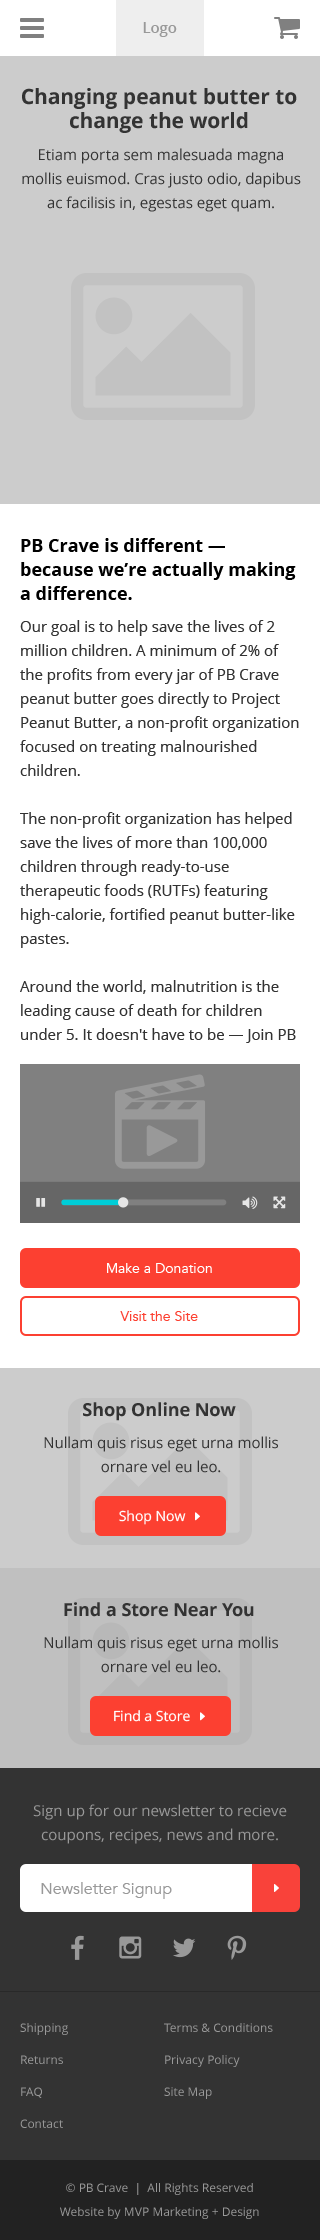 Logo
Changing peanut butter to
change the world
Etiam porta sem malesuada magna
mollis euismod. Cras justo odio, dapibus
ac facilisis in, egestas eget quam.
PB Crave is different —
because we’re actually making
a difference.
Our goal is to help save the lives of 2
million children. A minimum of 2% of
the profits from every jar of PB Crave
peanut butter goes directly to Project
Peanut Butter, a non-profit organization
focused on treating malnourished
children.
The non-profit organization has helped
save the lives of more than 100,000
children through ready-to-use
therapeutic foods (RUTFs) featuring
high-calorie, fortified peanut butter-like
pastes.
Around the world, malnutrition is the
leading cause of death for children
under 5. It doesn't have to be — Join PB
Make a Donation
Visit the Site
Shop Online Now
Nullam quis risus eget urna mollis
ornare vel eu leo.
Shop Now
Find a Store Near You
Nullam quis risus eget urna mollis
ornare vel eu leo.
Find a Store
Sign up for our newsletter to recieve
coupons, recipes, news and more.
Newsletter Signup
Shipping
Returns
FAQ
Contact
Terms & Conditions
Privacy Policy
Site Map
© PB Crave | All Rights Reserved
Website by MVP Marketing + Design